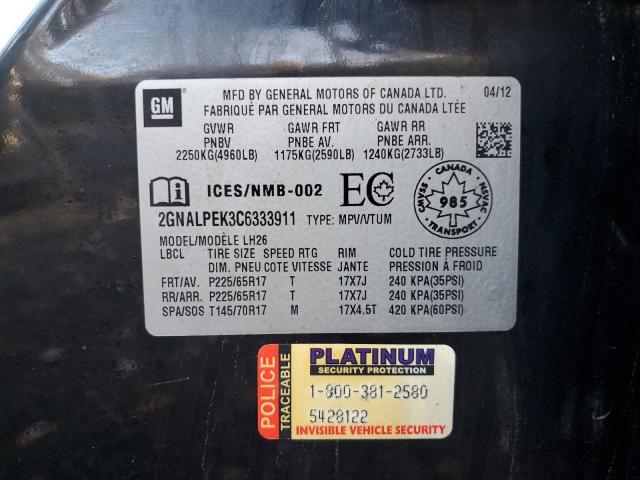 GM
MFD BY GENERAL MOTORS OF CANADA LTD. 04/12
FABRIQUÉ PAR GENERAL MOTORS DU CANADA LTÉE
GVWR GAWR FRT GAWR RR
PNBV PNBE AV. PNBE ARR.
2250KG(4960LB) 1175KG(2590LB) 1240KG(2733LB)
ICES/NMB-002 EC
CMVSS NSVAC
985
TRANSPORT
2GNALPEK3C6333911 TYPE: MPV/VTUM
MODEL/MODÈLE LH26
LBCL TIRE SIZE SPEED RTG RIM COLD TIRE PRESSURE
DIM. PNEU COTE VITESSE JANTE PRESSION À FROID
FRT/AV. P225/65R17 T 17X7J 240 KPA(35PSI)
RR/ARR. P225/65R17 T 17X7J 240 KPA(35PSI)
SPA/SOS T145/70R17 M 17X4.5T 420 KPA(60PSI)
POLICE
TRACEABLE
PLATINUM
SECURITY PROTECTION
1-800-381-2580
5428122
INVISIBLE VEHICLE SECURITY